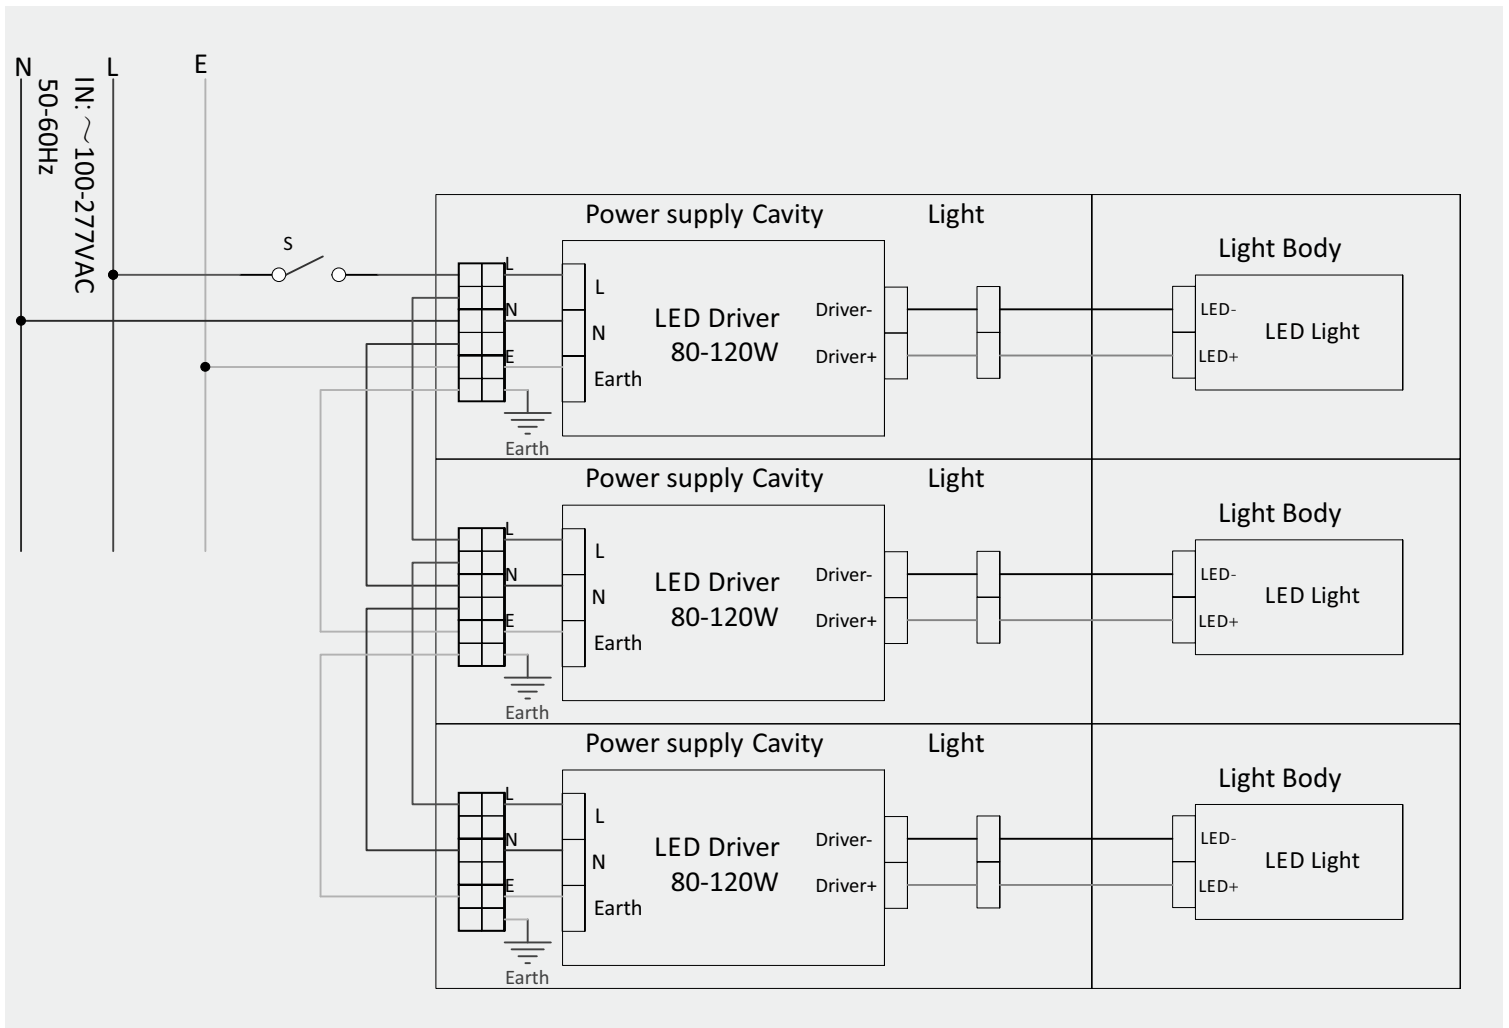 N
L
E
IN: ~100-277VAC
50-60Hz
S
Power supply Cavity
Light
Light Body
L
N
E
L
N
Earth
LED Driver
80-120W
Driver-
Driver+
LED-
LED+
LED Light
Earth
Power supply Cavity
Light
Light Body
L
N
E
L
N
Earth
LED Driver
80-120W
Driver-
Driver+
LED-
LED+
LED Light
Earth
Power supply Cavity
Light
Light Body
L
N
E
L
N
Earth
LED Driver
80-120W
Driver-
Driver+
LED-
LED+
LED Light
Earth